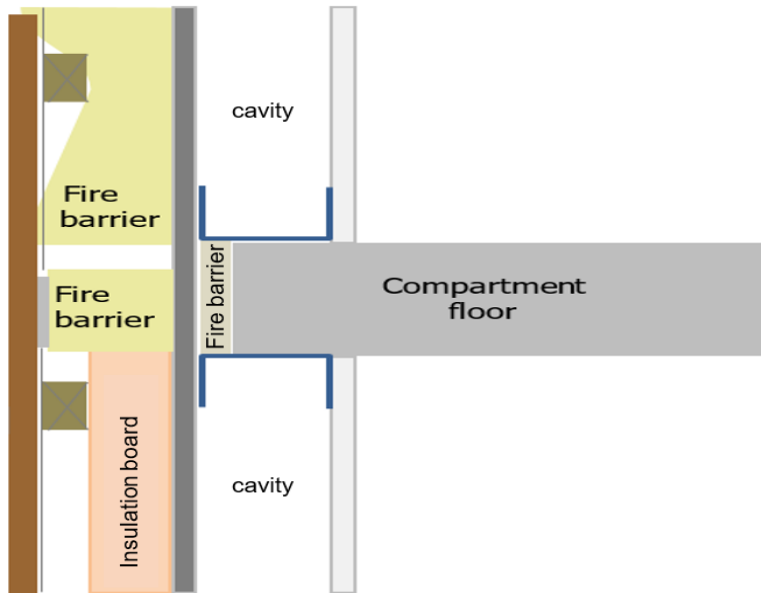 cavity
Fire
barrier
Fire
barrier
Fire barrier
Compartment
floor
Insulation board
cavity